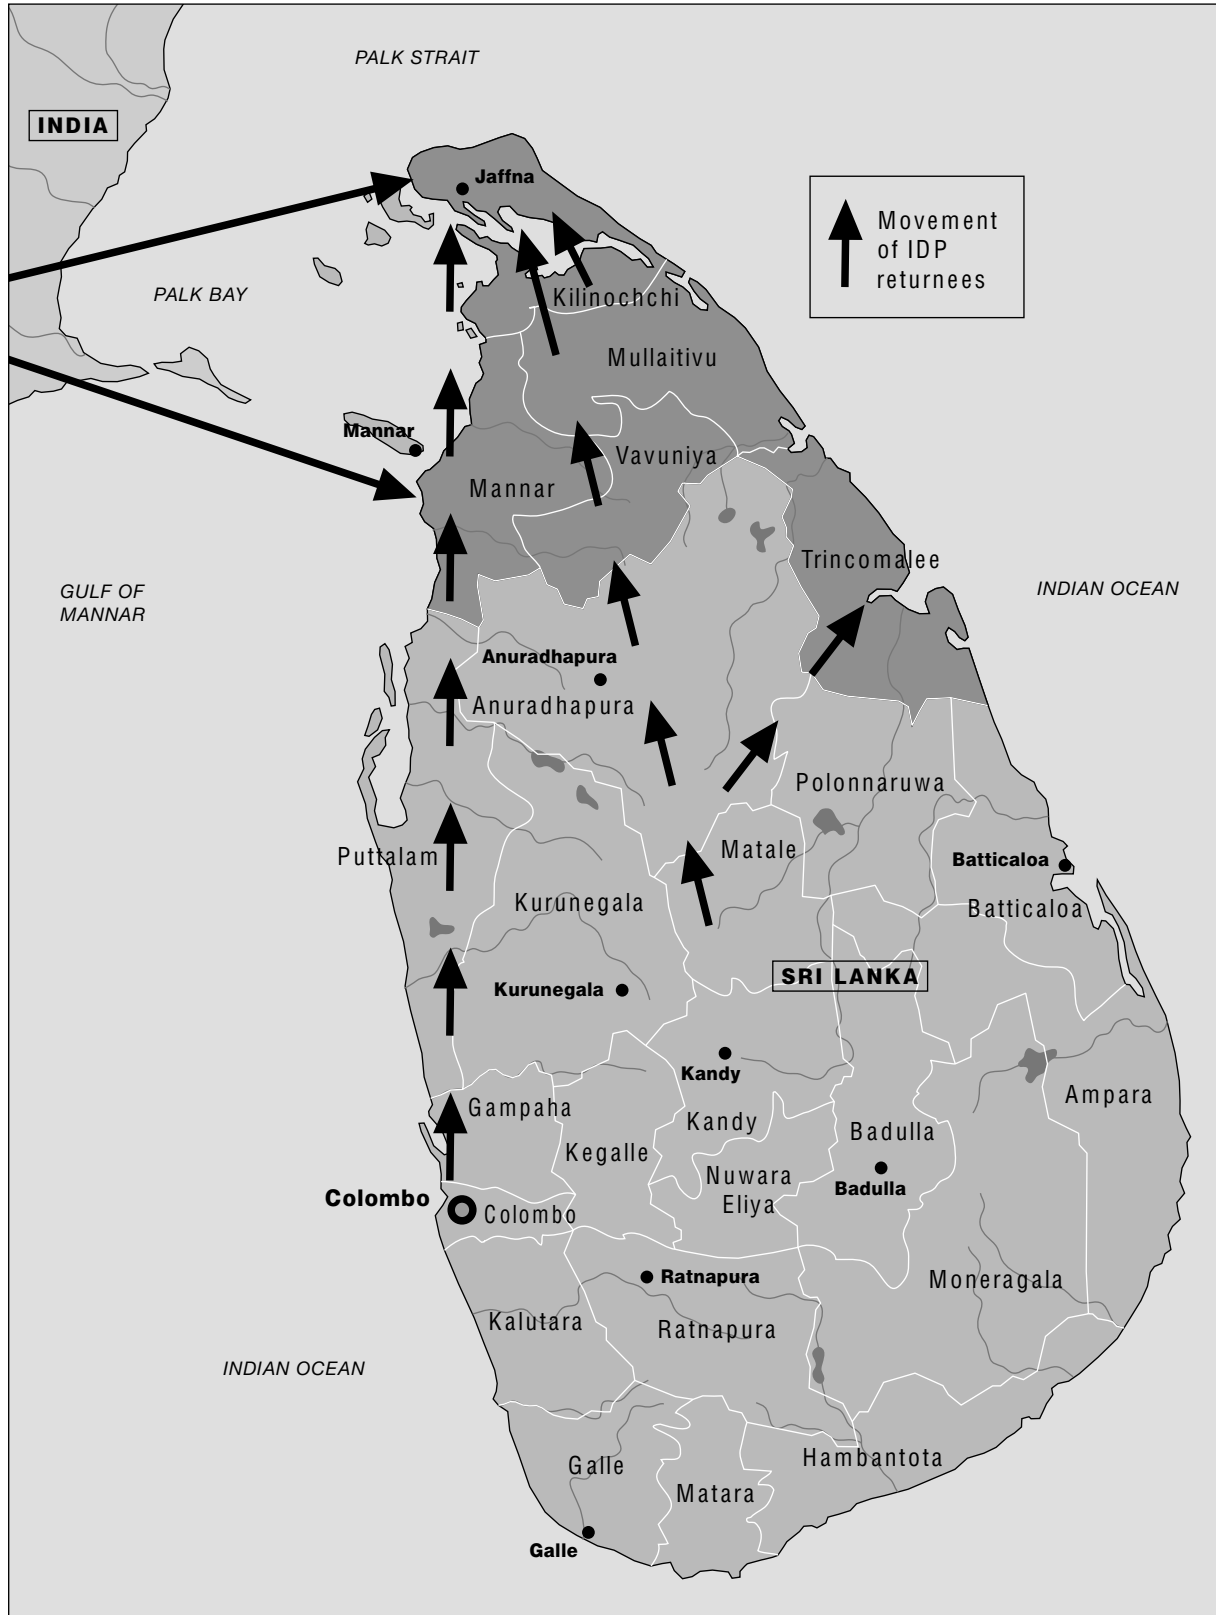 PALK STRAIT
INDIA
Jaffna
Movement
of IDP
returnees
PALK BAY
Kilinochchi
Mullaitivu
Mannar
Vavuniya
Mannar
Trincomalee
GULF OF
MANNAR
INDIAN OCEAN
Anuradhapura
Anuradhapura
Polonnaruwa
Puttalam
Matale
Batticaloa
Kurunegala
Batticaloa
SRI LANKA
Kurunegala
Kandy
Ampara
Gampaha
Kandy
Badulla
Kegalle
Nuwara
Eliya
Badulla
Colombo
Colombo
Ratnapura
Moneragala
Kalutara
Ratnapura
INDIAN OCEAN
Hambantota
Galle
Matara
Galle